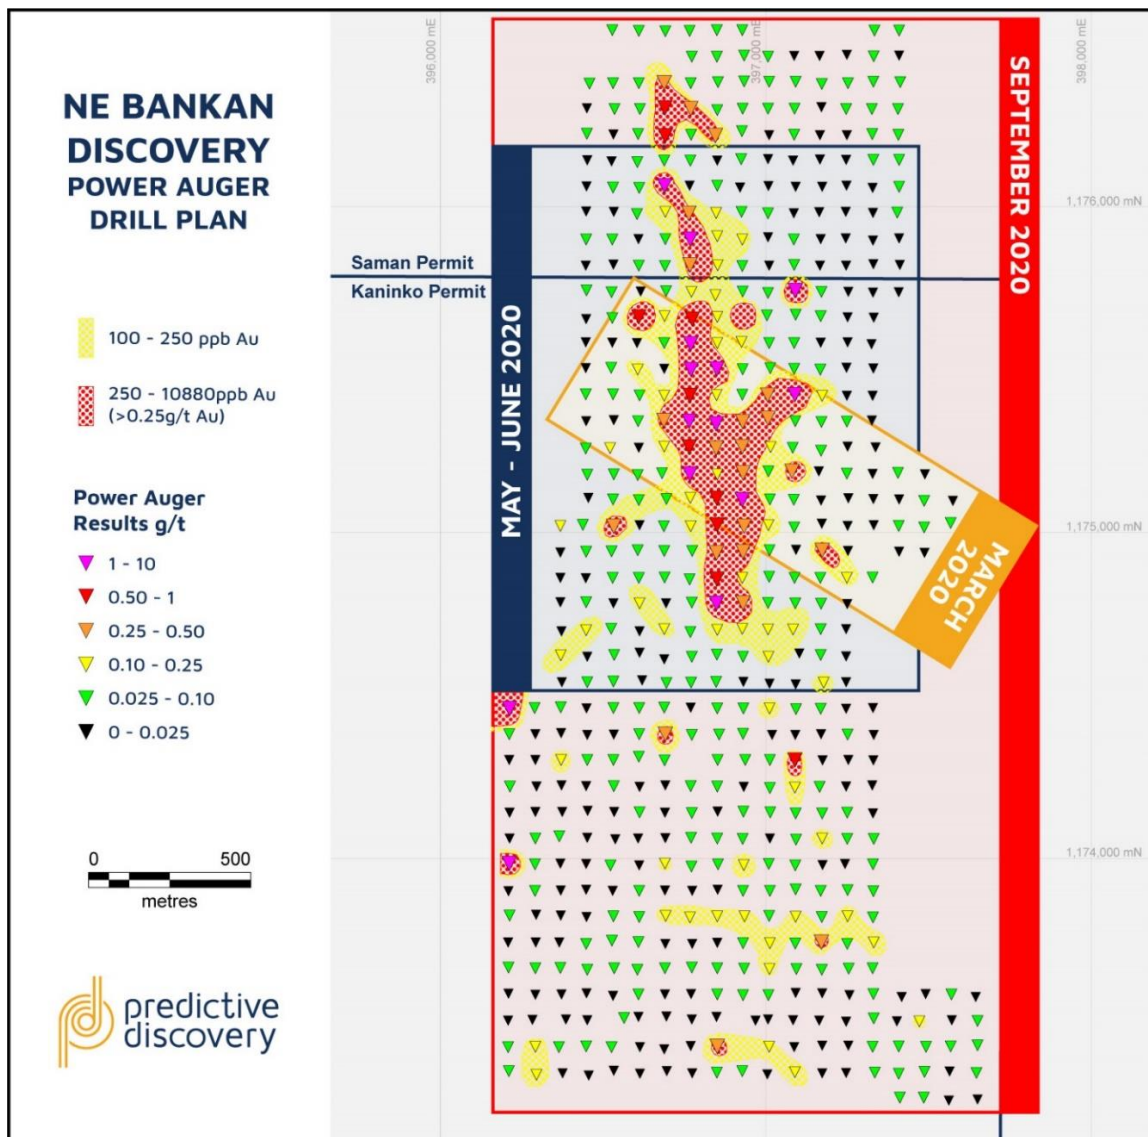 NE BANKAN
DISCOVERY
POWER AUGER
DRILL PLAN
100 - 250 ppb Au
250 - 10880ppb Au
(>0.25g/t Au)
Power Auger
Results g/t
1 - 10
0.50 - 1
0.25 - 0.50
0.10 - 0.25
0.025 - 0.10
0 - 0.025
0 500
metres
predictive
discovery
396,000 mE
397,000 mE
398,000 mE
SEPTEMBER 2020
1,176,000 mN
Saman Permit
Kaninko Permit
MAY - JUNE 2020
1,175,000 mN
MARCH
2020
1,174,000 mN